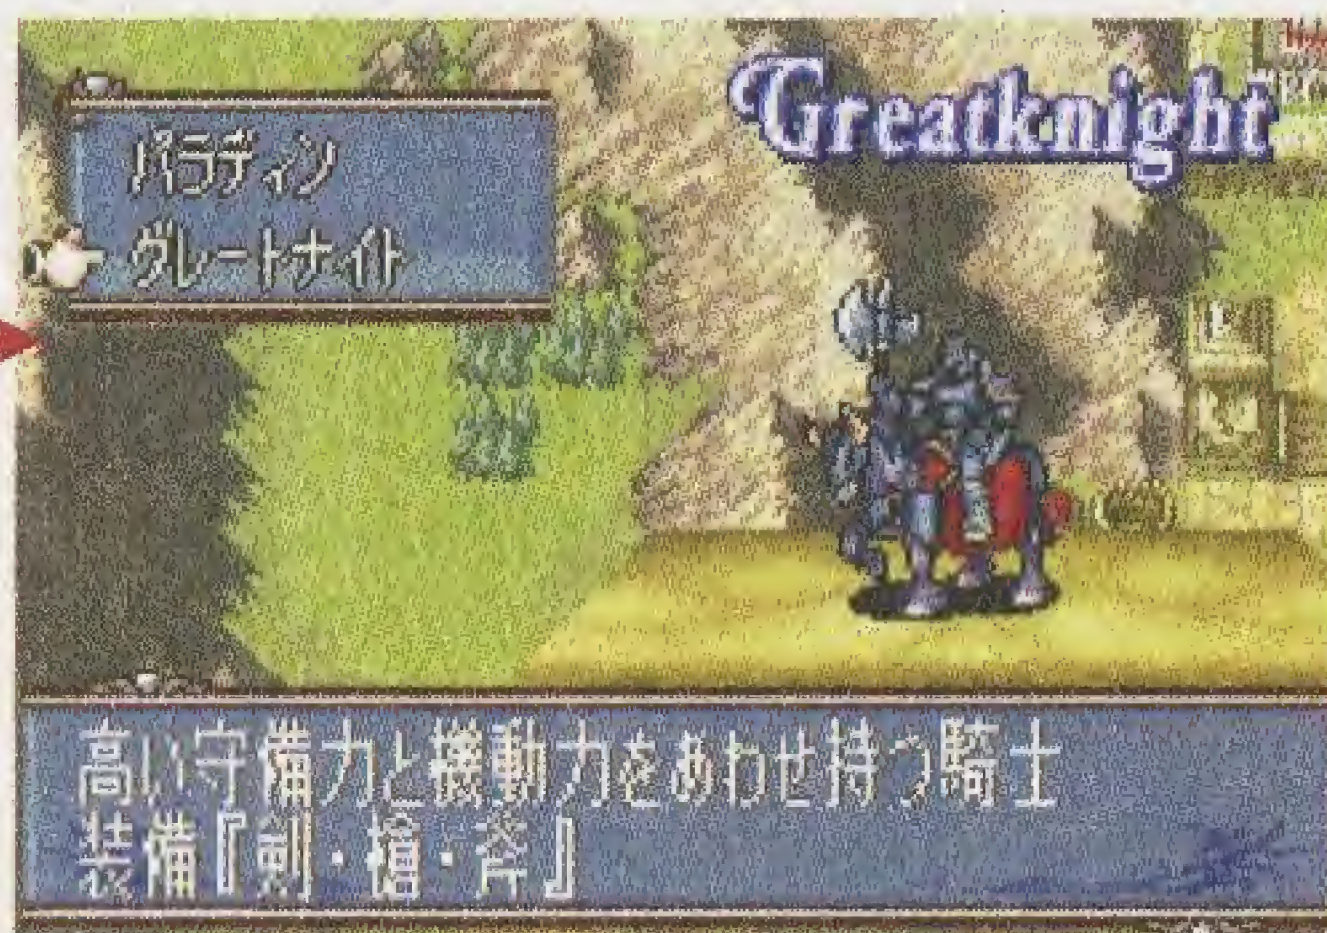 パラディン
グレートナイト
Greatknight
高い守備力と機動力をあわせ持つ騎士
装備『剣・槍・斧』